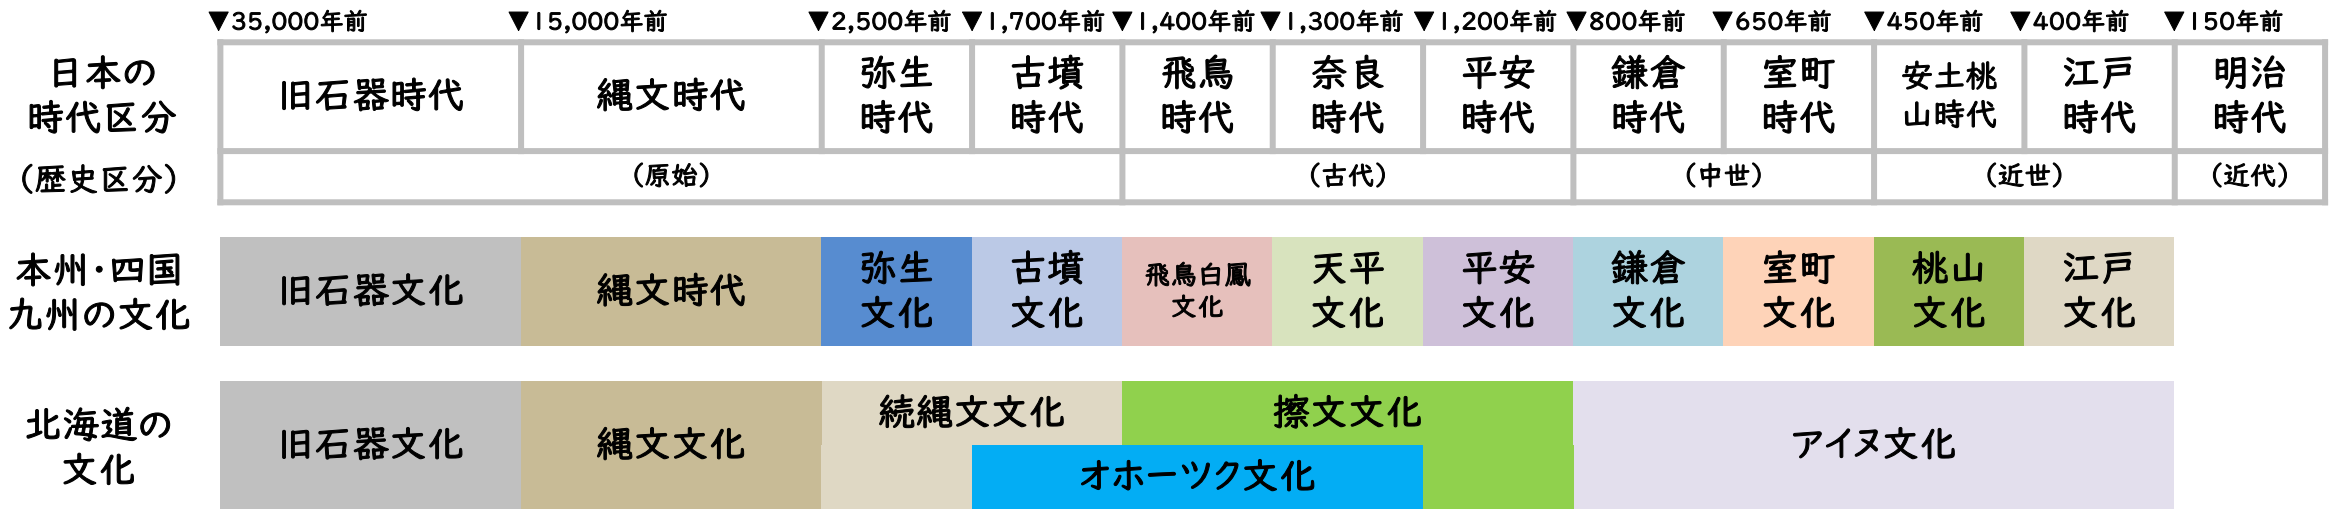 ▼35,000年前 ▼15,000年前 ▼2,500年前 ▼1,700年前 ▼1,400年前 ▼1,300年前 ▼1,200年前 ▼800年前 ▼650年前 ▼450年前 ▼400年前 ▼150年前
日本の
時代区分
旧石器時代
縄文時代
弥生
時代
古墳
時代
飛鳥
時代
奈良
時代
平安
時代
鎌倉
時代
室町
時代
安土桃
山時代
江戸
時代
明治
時代
（歴史区分） （原始） （古代） （中世） （近世） （近代）
本州・四国
九州の文化
旧石器文化
縄文時代
弥生
文化
古墳
文化
飛鳥白鳳
文化
天平
文化
平安
文化
鎌倉
文化
室町
文化
桃山
文化
江戸
文化
北海道の
文化
旧石器文化
縄文文化
続縄文文化
擦文文化
オホーツク文化
アイヌ文化